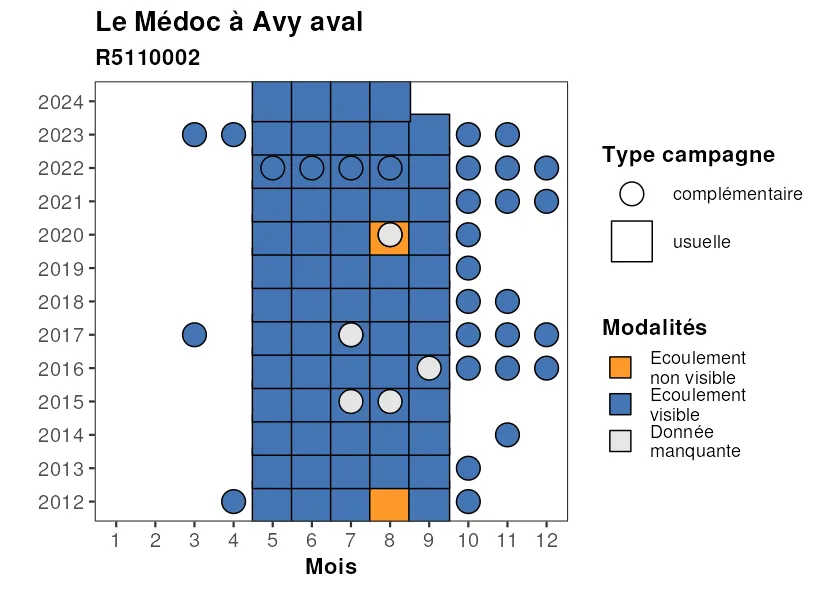 Le Médoc à Avy aval
R5110002
2024
2023
2022
2021
2020
2019
2018
2017
2016
2015
2014
2013
2012
1 2 3 4 5 6 7 8 9 10 11 12
Mois
Type campagne
complémentaire
usuelle
Modalités
Ecoulement
non visible
Ecoulement
visible
Donnée
manquante